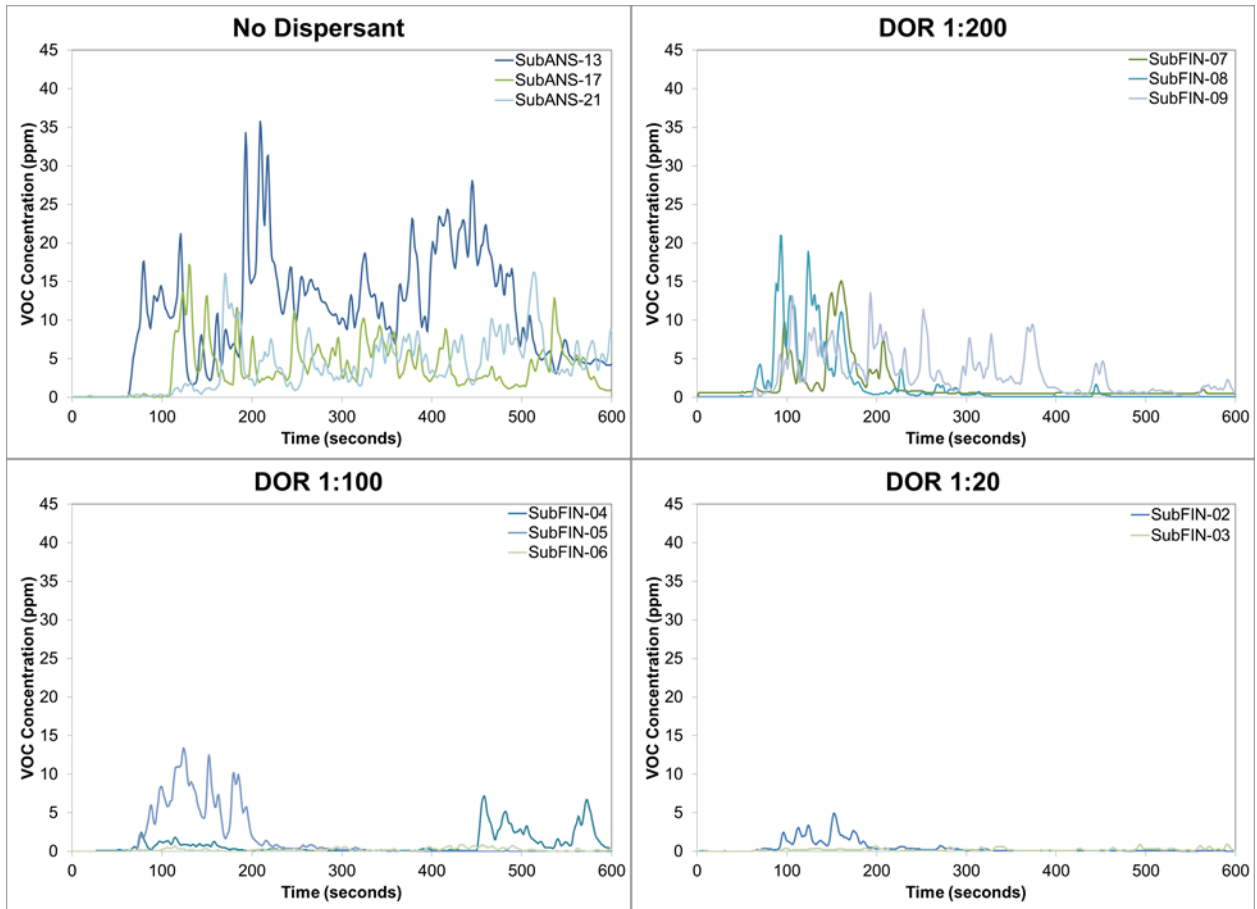 No Dispersant
45
40
35
30
25
20
15
10
5
0
VOC Concentration (ppm)
SubANS-13
SubANS-17
SubANS-21
0 100 200 300 400 500 600
Time (seconds)
DOR 1:200
45
40
35
30
25
20
15
10
5
0
VOC Concentration (ppm)
SubFIN-07
SubFIN-08
SubFIN-09
0 100 200 300 400 500 600
Time (seconds)
DOR 1:100
45
40
35
30
25
20
15
10
5
0
VOC Concentration (ppm)
SubFIN-04
SubFIN-05
SubFIN-06
0 100 200 300 400 500 600
Time (seconds)
DOR 1:20
45
40
35
30
25
20
15
10
5
0
VOC Concentration (ppm)
SubFIN-02
SubFIN-03
0 100 200 300 400 500 600
Time (seconds)